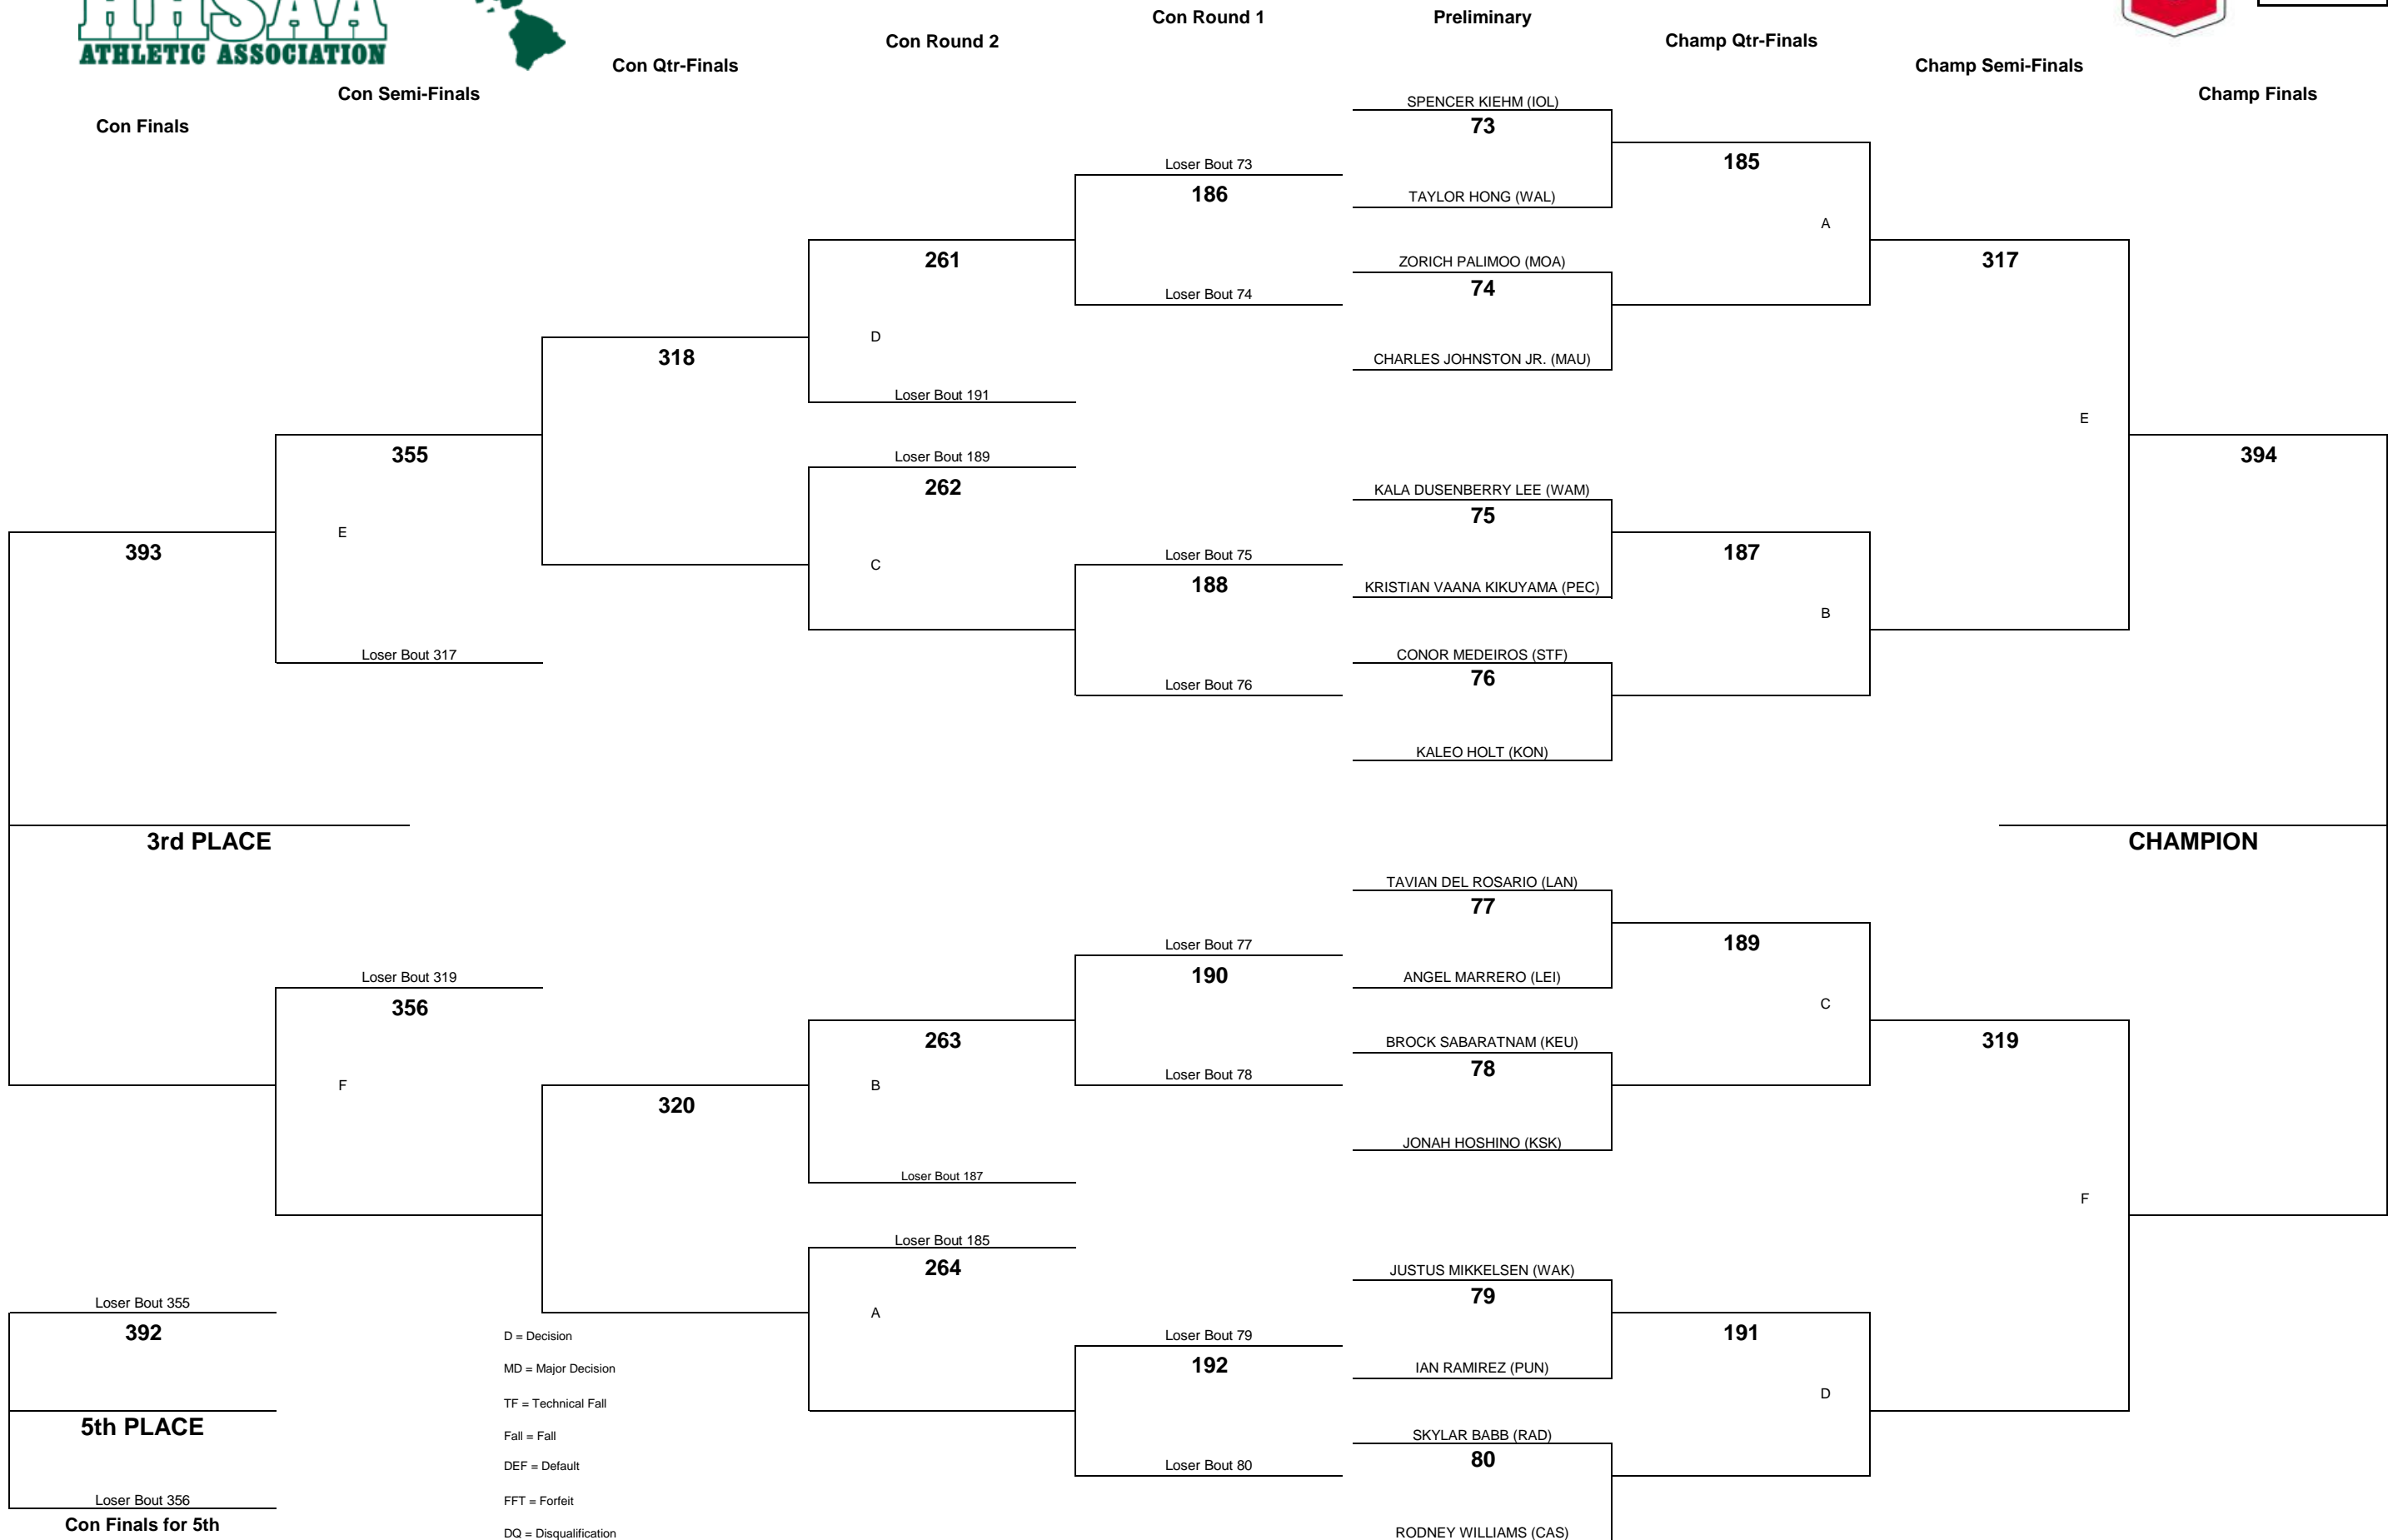 HHSAA
ATHLETIC ASSOCIATION
Con Round 1
Preliminary
Con Round 2
Champ Qtr-Finals
Con Qtr-Finals
Champ Semi-Finals
Con Semi-Finals
Champ Finals
Con Finals
SPENCER KIEHM (IOL)
73
Loser Bout 73
185
186
TAYLOR HONG (WAL)
A
261
ZORICH PALIMOO (MOA)
317
74
Loser Bout 74
D
318
CHARLES JOHNSTON JR. (MAU)
Loser Bout 191
E
355
Loser Bout 189
394
262
KALA DUSENBERRY LEE (WAM)
75
E
393
Loser Bout 75
187
C
188
KRISTIAN VAANA KIKUYAMA (PEC)
B
Loser Bout 317
CONOR MEDEIROS (STF)
76
Loser Bout 76
KALEO HOLT (KON)
3rd PLACE
CHAMPION
TAVIAN DEL ROSARIO (LAN)
77
Loser Bout 77
189
Loser Bout 319
190
ANGEL MARRERO (LEI)
356
C
263
BROCK SABARATNAM (KEU)
319
78
Loser Bout 78
F
B
320
JONAH HOSHINO (KSK)
Loser Bout 187
F
Loser Bout 185
264
JUSTUS MIKKELSEN (WAK)
79
Loser Bout 355
A
392
D = Decision
Loser Bout 79
191
192
MD = Major Decision
IAN RAMIREZ (PUN)
D
TF = Technical Fall
5th PLACE
Fall = Fall
SKYLAR BABB (RAD)
80
DEF = Default
Loser Bout 80
Loser Bout 356
FFT = Forfeit
Con Finals for 5th
DQ = Disqualification
RODNEY WILLIAMS (CAS)